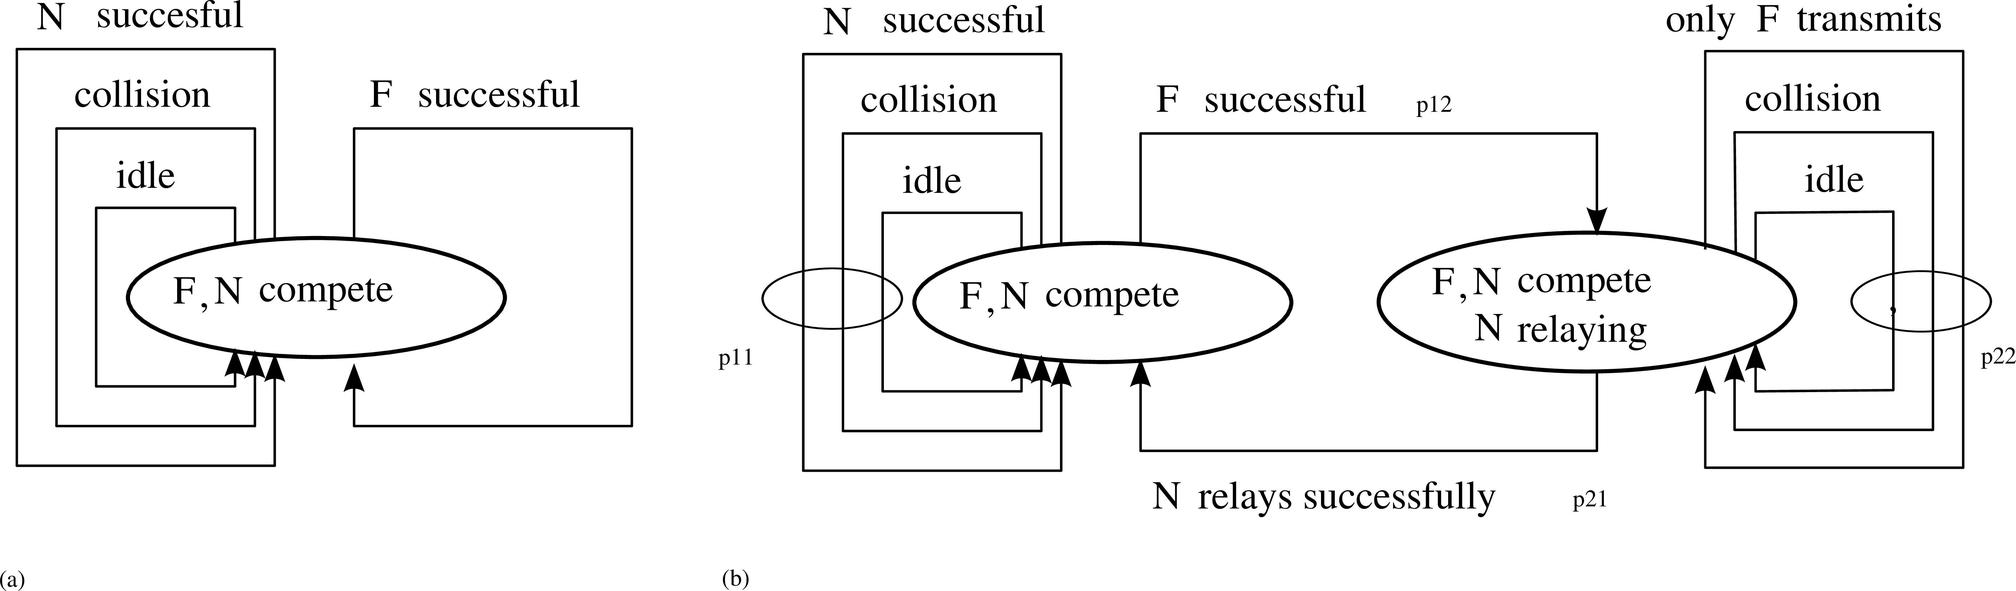 N succesful
collision
idle
F successful
F, N compete
(a)
N successful
collision
idle
F successful p12
F, N compete
p11
F, N compete
N relaying
only F transmits
collision
idle
,
p22
N relays successfully p21
(b)